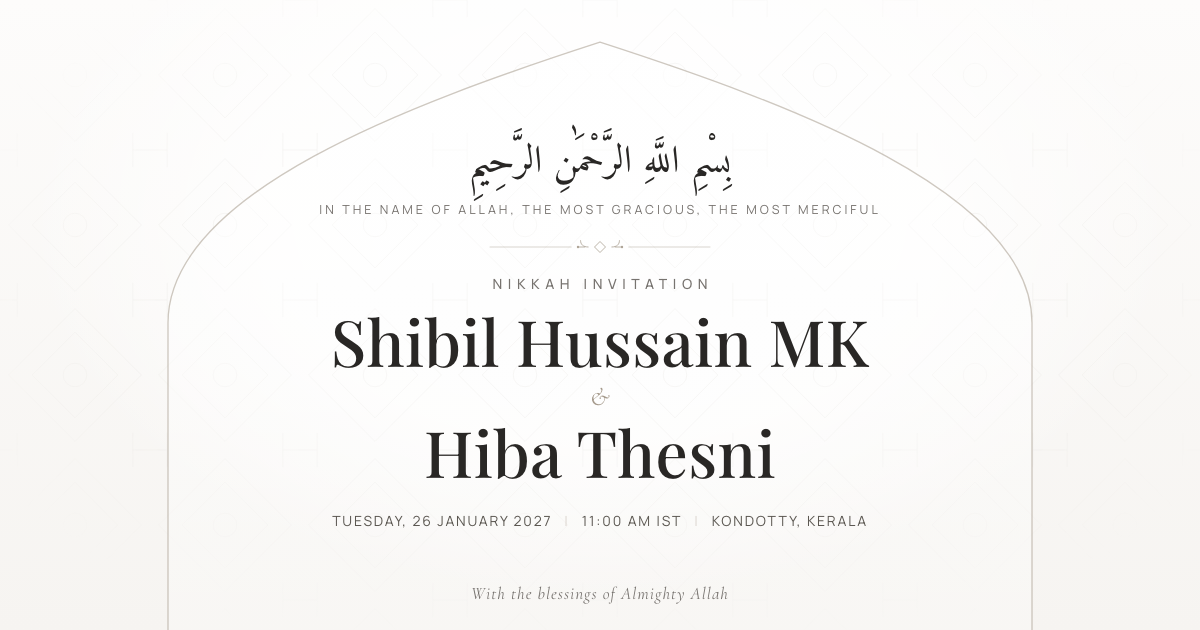 بِسْمِ اللَّهِ الرَّحْمَٰنِ الرَّحِيمِ
IN THE NAME OF ALLAH, THE MOST GRACIOUS, THE MOST MERCIFUL
NIKKAH INVITATION
Shibil Hussain MK
&
Hiba Thesni
TUESDAY, 26 JANUARY 2027 | 11:00 AM IST | KONDOTTY, KERALA
With the blessings of Almighty Allah